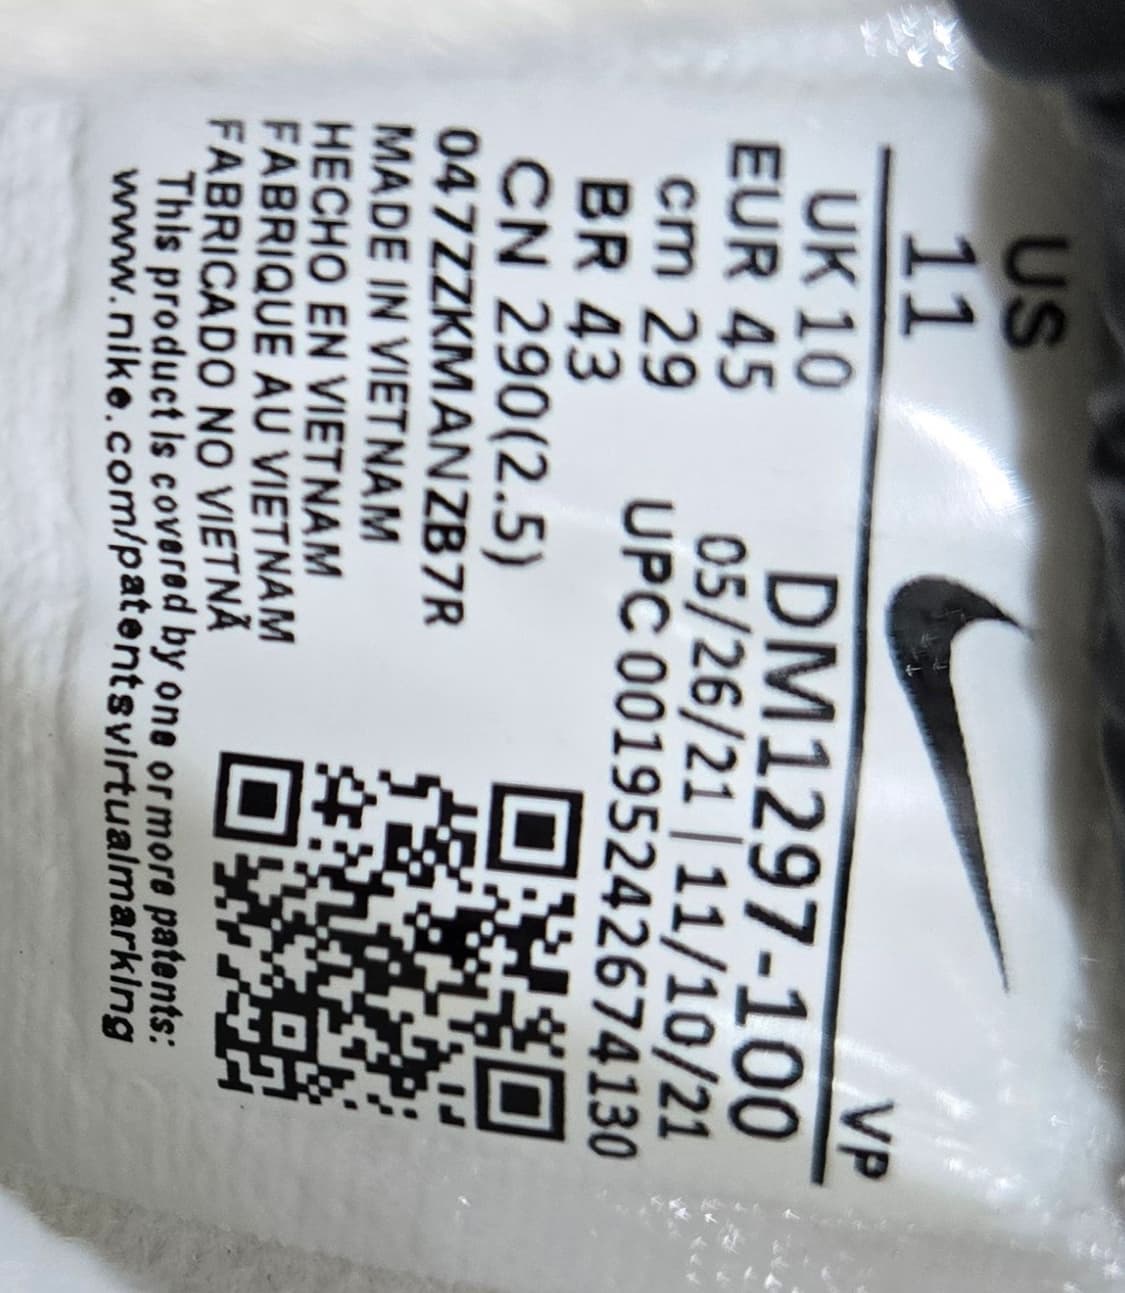 US
11
VP
UK 10
EUR 45
cm 29
BR 43
CN 290(2.5)
DM1297-100
05/26/21 | 11/10/21
UPC 00195242674130
047ZZKMANZB7R
MADE IN VIETNAM
HECHO EN VIETNAM
FABRIQUE AU VIETNAM
FABRICADO NO VIETNÃ
This product is covered by one or more patents:
www.nike.com/patentsvirtualmarking